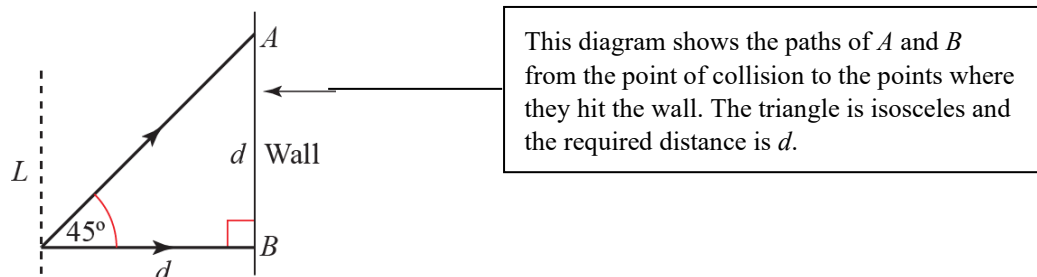 A
This diagram shows the paths of A and B
from the point of collision to the points where
they hit the wall. The triangle is isosceles and
the required distance is d.
d Wall
L
45º
B
d